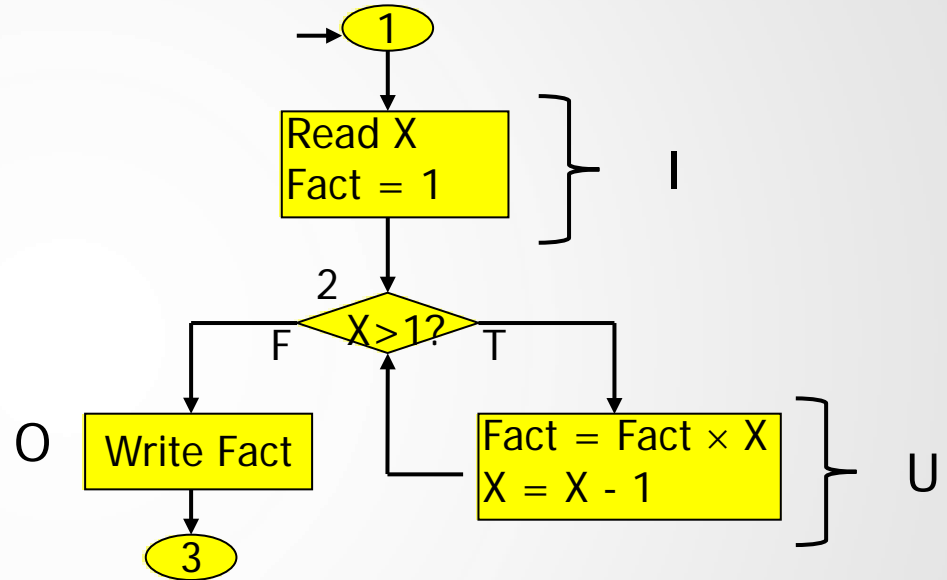 1
Read X
Fact = 1
I
2
X>1?
F
T
O
Write Fact
Fact = Fact × X
X = X - 1
U
3